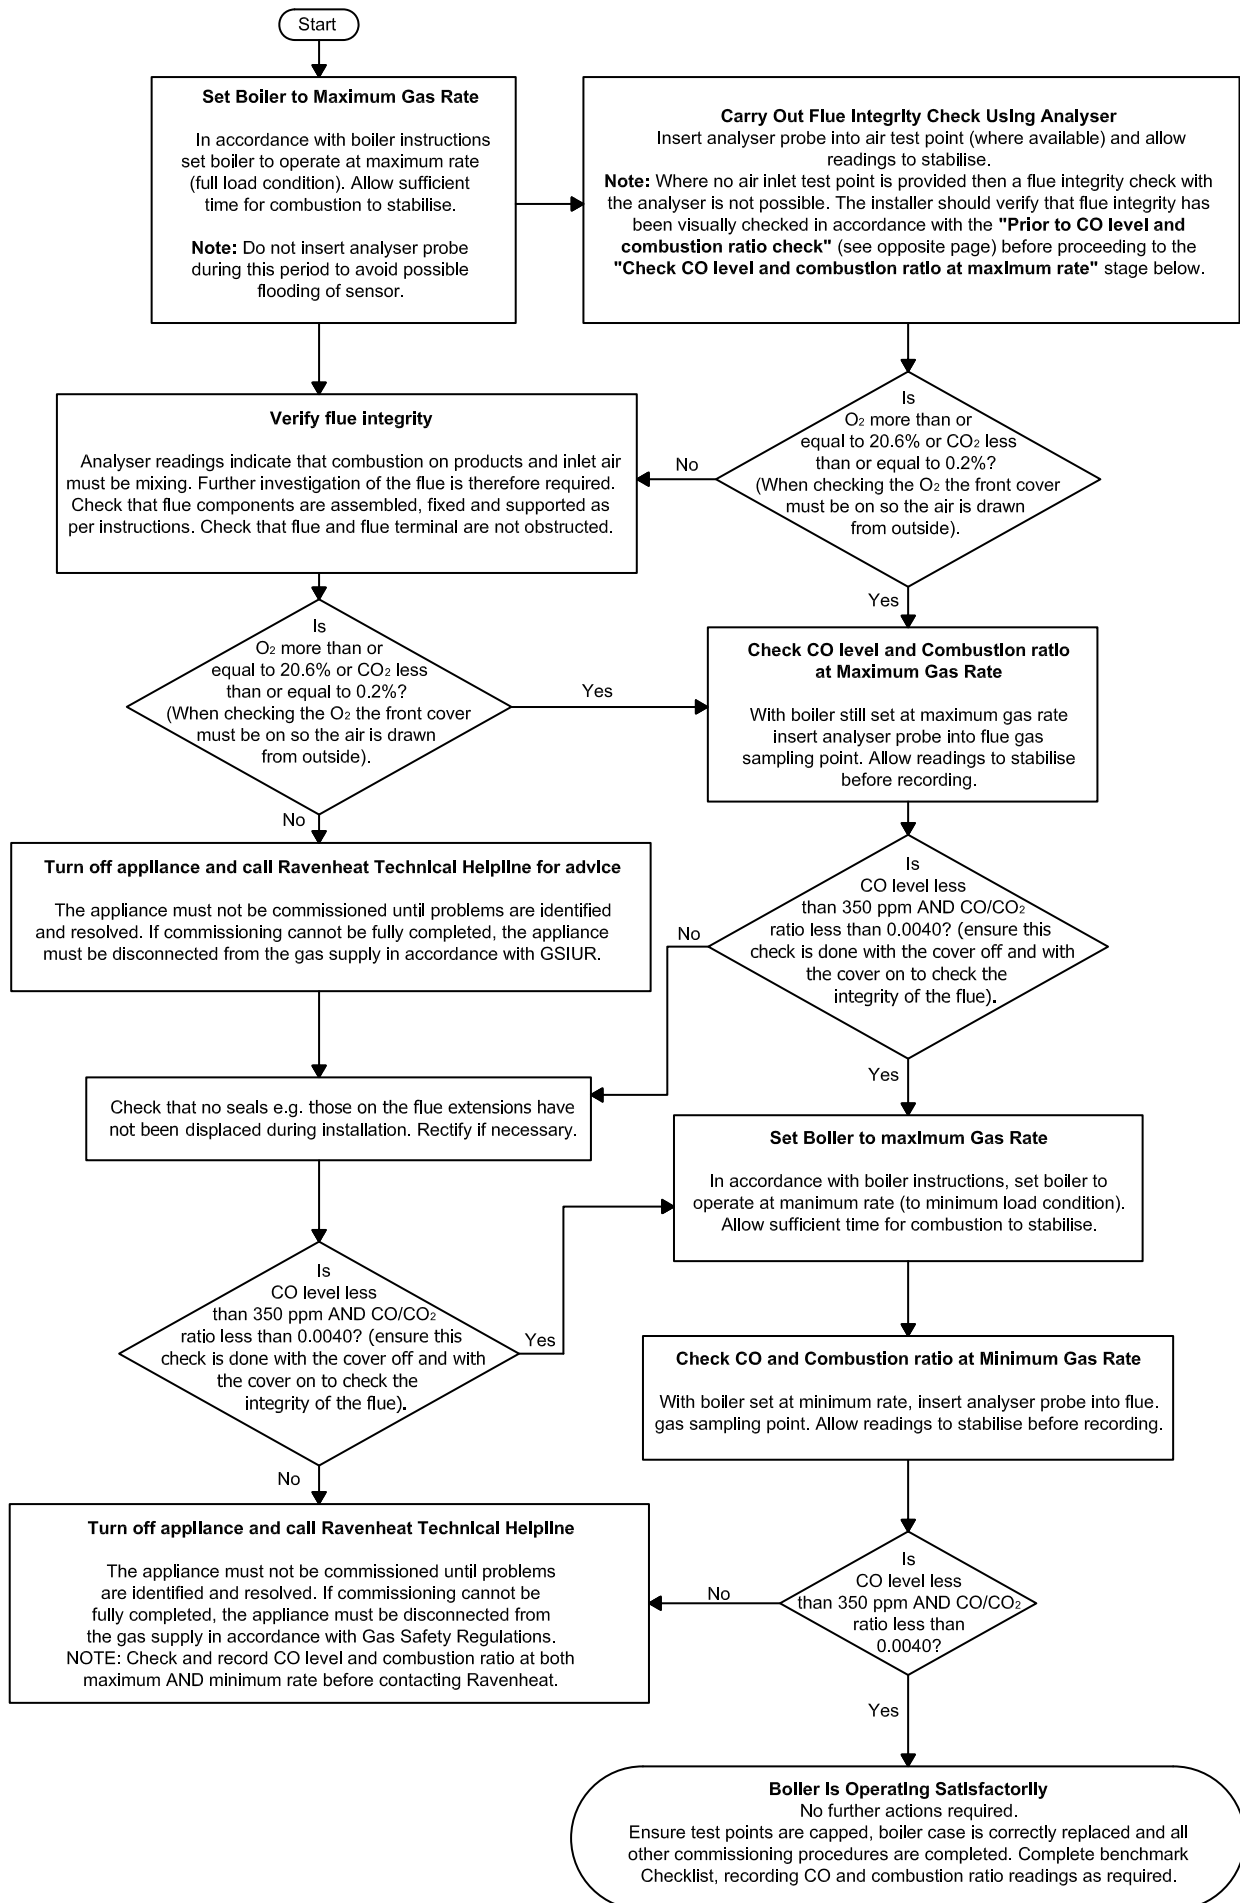 Start
Set Boiler to Maximum Gas Rate
In accordance with boiler instructions
set boiler to operate at maximum rate
(full load condition). Allow sufficient
time for combustion to stabilise.
Note: Do not insert analyser probe
during this period to avoid possible
flooding of sensor.
Carry Out Flue Integrity Check Using Analyser
Insert analyser probe into air test point (where available) and allow
readings to stabilise.
Note: Where no air inlet test point is provided then a flue integrity check with
the analyser is not possible. The installer should verify that flue integrity has
been visually checked in accordance with the "Prior to CO level and
combustion ratio check" (see opposite page) before proceeding to the
"Check CO level and combustion ratio at maximum rate" stage below.
Is
O₂ more than or
equal to 20.6% or CO₂ less
than or equal to 0.2%?
(When checking the O₂ the front cover
must be on so the air is drawn
from outside).
No
Yes
Verify flue integrity
Analyser readings indicate that combustion on products and inlet air
must be mixing. Further investigation of the flue is therefore required.
Check that flue components are assembled, fixed and supported as
per instructions. Check that flue and flue terminal are not obstructed.
Is
O₂ more than or
equal to 20.6% or CO₂ less
than or equal to 0.2%?
(When checking the O₂ the front cover
must be on so the air is drawn
from outside).
Yes
No
Check CO level and Combustion ratio
at Maximum Gas Rate
With boiler still set at maximum gas rate
insert analyser probe into flue gas
sampling point. Allow readings to stabilise
before recording.
Turn off appliance and call Ravenheat Technical Helpline for advice
The appliance must not be commissioned until problems are identified
and resolved. If commissioning cannot be fully completed, the appliance
must be disconnected from the gas supply in accordance with GSIUR.
Is
CO level less
than 350 ppm AND CO/CO₂
ratio less than 0.0040? (ensure this
check is done with the cover off and with
the cover on to check the
integrity of the flue).
No
Yes
Check that no seals e.g. those on the flue extensions have
not been displaced during installation. Rectify if necessary.
Set Boiler to maximum Gas Rate
In accordance with boiler instructions, set boiler to
operate at manimum rate (to minimum load condition).
Allow sufficient time for combustion to stabilise.
Is
CO level less
than 350 ppm AND CO/CO₂
ratio less than 0.0040? (ensure this
check is done with the cover off and with
the cover on to check the
integrity of the flue).
Yes
No
Check CO and Combustion ratio at Minimum Gas Rate
With boiler set at minimum rate, insert analyser probe into flue.
gas sampling point. Allow readings to stabilise before recording.
Turn off appliance and call Ravenheat Technical Helpline
The appliance must not be commissioned until problems
are identified and resolved. If commissioning cannot be
fully completed, the appliance must be disconnected from
the gas supply in accordance with Gas Safety Regulations.
NOTE: Check and record CO level and combustion ratio at both
maximum AND minimum rate before contacting Ravenheat.
Is
CO level less
than 350 ppm AND CO/CO₂
ratio less than
0.0040?
No
Yes
Boiler Is Operating Satisfactorily
No further actions required.
Ensure test points are capped, boiler case is correctly replaced and all
other commissioning procedures are completed. Complete benchmark
Checklist, recording CO and combustion ratio readings as required.